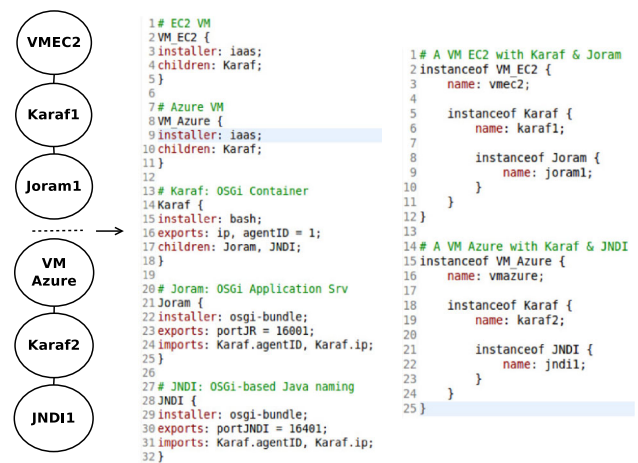 VMEC2
Karaf1
Joram1
VM
Azure
Karaf2
JNDI1
1 # EC2 VM
2 VM_EC2 {
3 installer: iaas;
4 children: Karaf;
5 }
6
7 # Azure VM
8 VM_Azure {
9 installer: iaas;
10 children: Karaf;
11 }
12
13 # Karaf: OSGi Container
14 Karaf {
15 installer: bash;
16 exports: ip, agentID = 1;
17 children: Joram, JNDI;
18 }
19
20 # Joram: OSGi Application Srv
21 Joram {
22 installer: osgi-bundle;
23 exports: portJR = 16001;
24 imports: Karaf.agentID, Karaf.ip;
25 }
26
27 # JNDI: OSGi-based Java naming
28 JNDI {
29 installer: osgi-bundle;
30 exports: portJNDI = 16401;
31 imports: Karaf.agentID, Karaf.ip;
32 }
1 # A VM EC2 with Karaf & Joram
2 instanceof VM_EC2 {
3 name: vmec2;
4
5 instanceof Karaf {
6 name: karaf1;
7
8 instanceof Joram {
9 name: joram1;
10 }
11 }
12 }
13
14 # A VM Azure with Karaf & JNDI
15 instanceof VM_Azure {
16 name: vmazure;
17
18 instanceof Karaf {
19 name: karaf2;
20
21 instanceof JNDI {
22 name: jndi1;
23 }
24 }
25 }